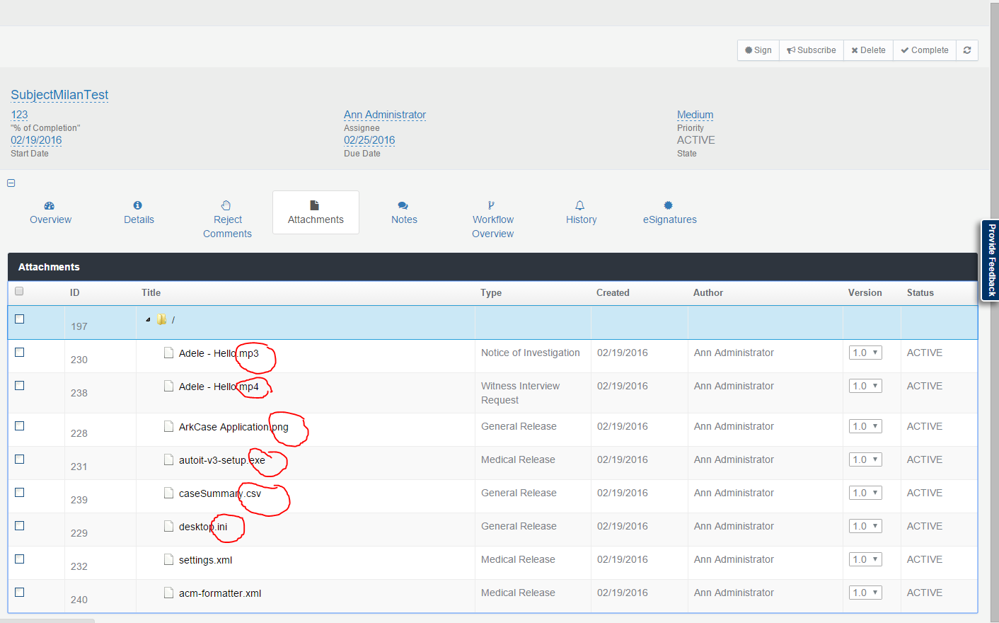 Sign Subscribe Delete Complete
SubjectMilanTest
123 Ann Administrator Medium
"% of Completion" Assignee Priority
02/19/2016 02/25/2016 ACTIVE
Start Date Due Date State
Overview Details Reject Comments Attachments Notes Workflow Overview History eSignatures
Provide Feedback
Attachments
ID Title Type Created Author Version Status
197 /
230 Adele - Hello.mp3 Notice of Investigation 02/19/2016 Ann Administrator 1.0 ACTIVE
238 Adele - Hello.mp4 Witness Interview Request 02/19/2016 Ann Administrator 1.0 ACTIVE
228 ArkCase Application.png General Release 02/19/2016 Ann Administrator 1.0 ACTIVE
231 autoit-v3-setup.exe Medical Release 02/19/2016 Ann Administrator 1.0 ACTIVE
239 caseSummary.csv General Release 02/19/2016 Ann Administrator 1.0 ACTIVE
229 desktop.ini General Release 02/19/2016 Ann Administrator 1.0 ACTIVE
232 settings.xml Medical Release 02/19/2016 Ann Administrator 1.0 ACTIVE
240 acm-formatter.xml Medical Release 02/19/2016 Ann Administrator 1.0 ACTIVE